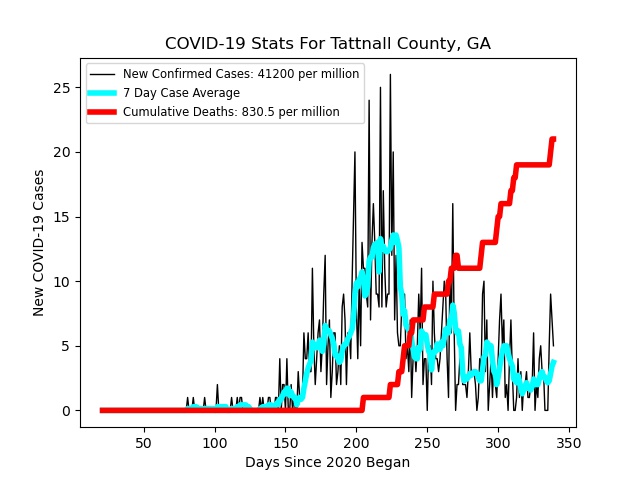 COVID-19 Stats For Tattnall County, GA
New Confirmed Cases: 41200 per million
7 Day Case Average
Cumulative Deaths: 830.5 per million
New COVID-19 Cases
25
20
15
10
5
0
50 100 150 200 250 300 350
Days Since 2020 Began